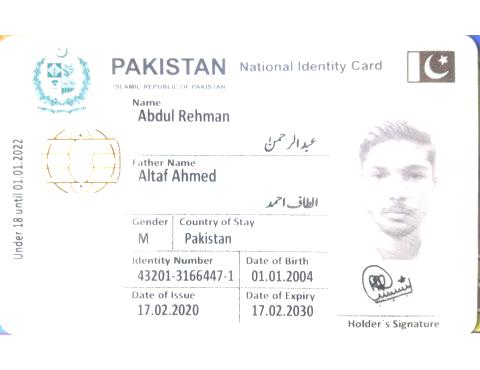 PAKISTAN National Identity Card
ISLAMIC REPUBLIC OF PAKISTAN
Name
Abdul Rehman
عبدالرحمن
Father Name
Altaf Ahmed
الطاف احمد
Gender Country of Stay
M Pakistan
Identity Number Date of Birth
43201-3166447-1 01.01.2004
Date of Issue Date of Expiry
17.02.2020 17.02.2030
Holder's Signature
Under 18 until 01.01.2022